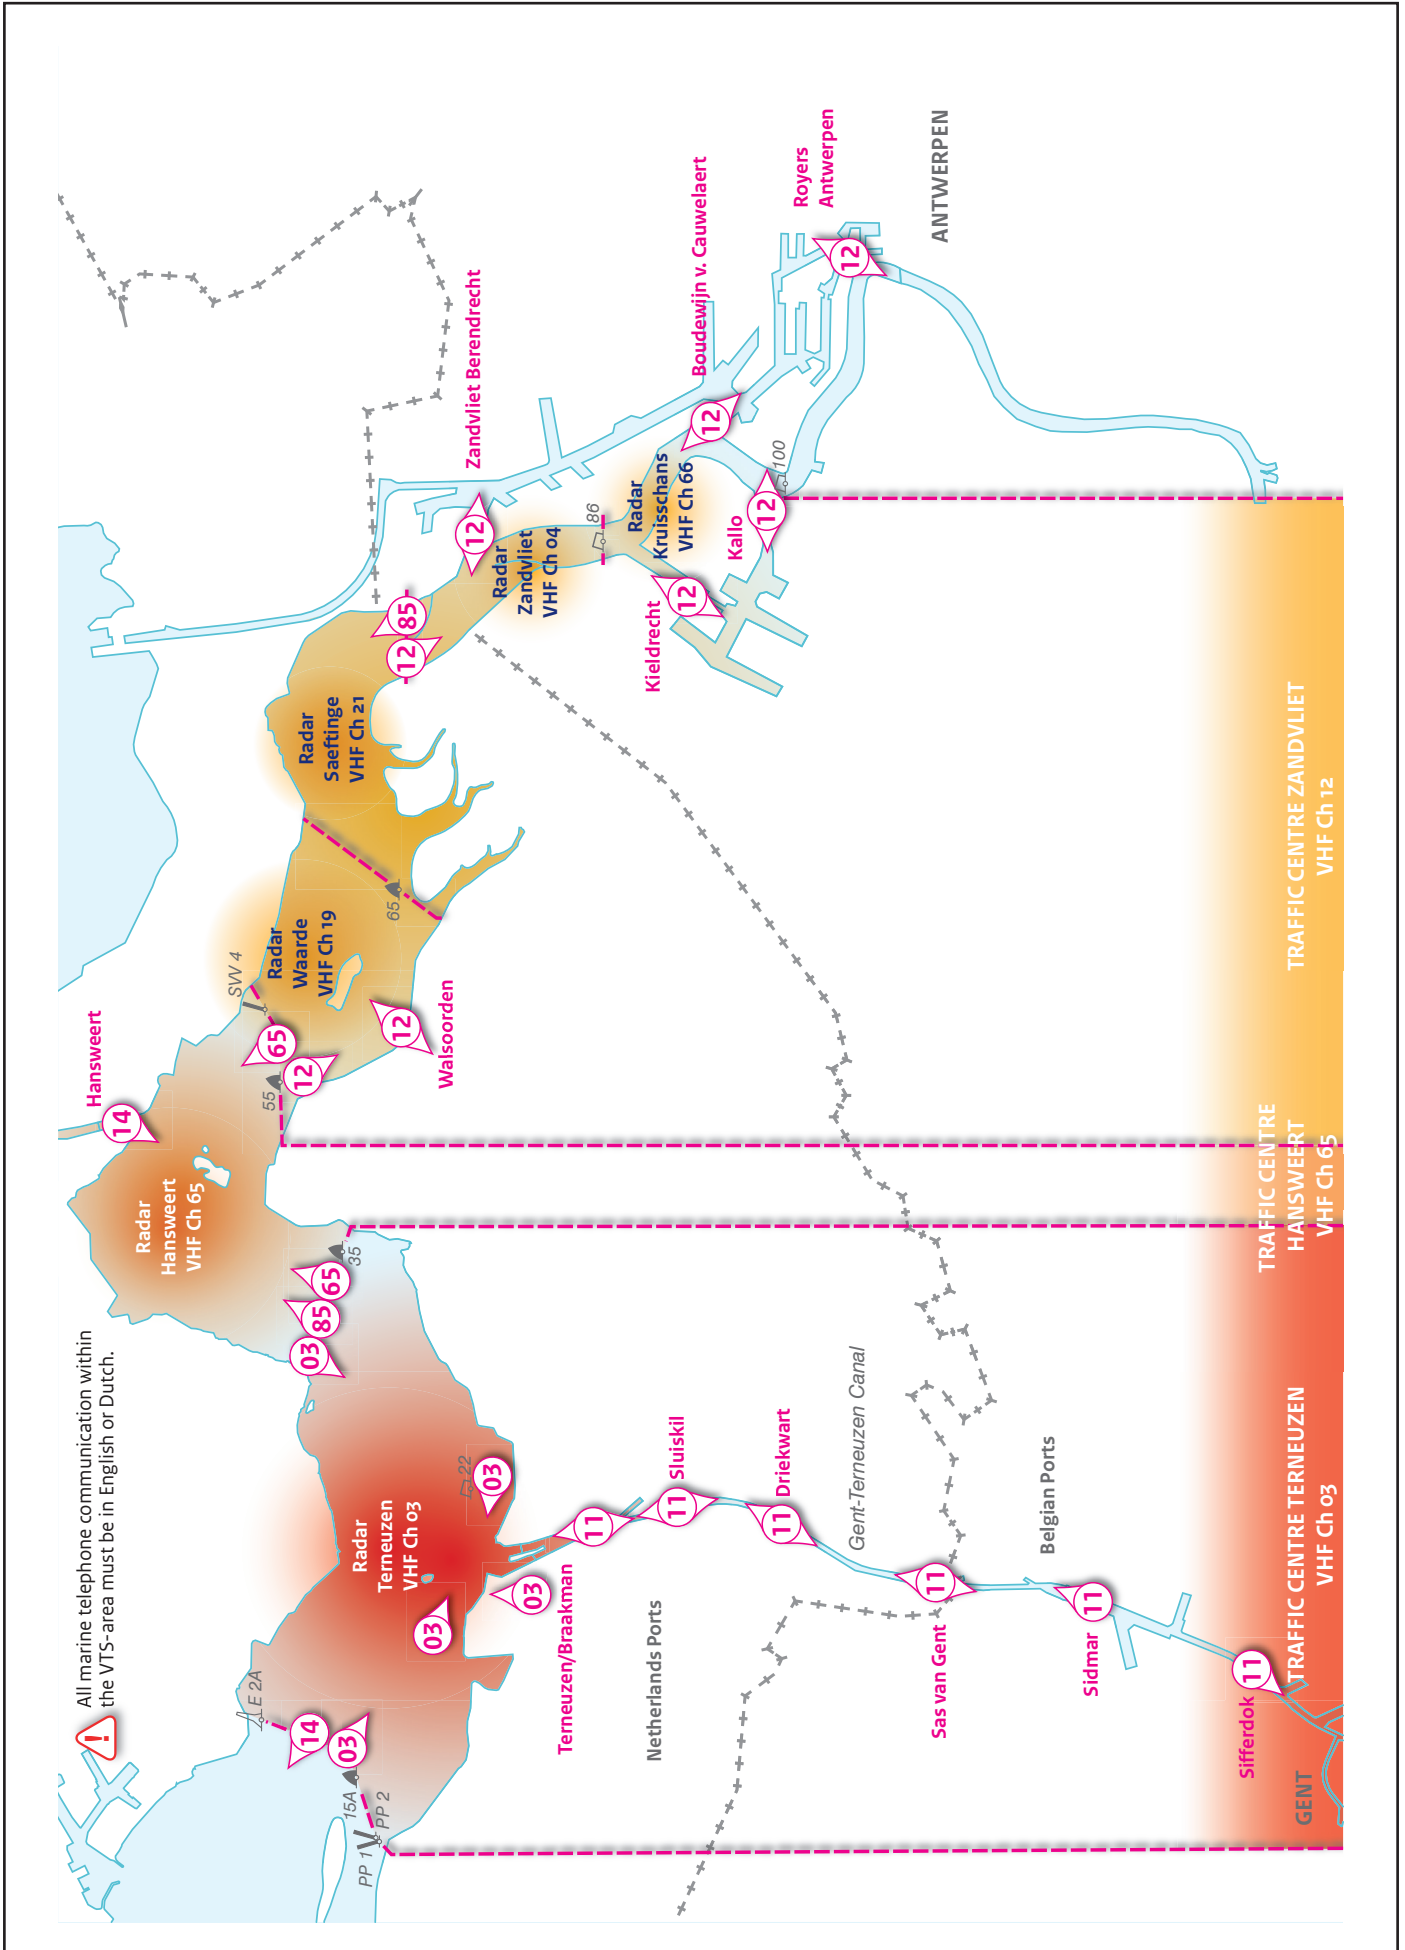 All marine telephone communication within
the VTS-area must be in English or Dutch.
!
PP 1
PP 2
15A
E 2A
14
03
03
Radar
Terneuzen
VHF Ch 03
22
03
03
Terneuzen/Braakman
11
Sluiskil
11
Driekwart
11
Gent-Terneuzen Canal
Netherlands Ports
Belgian Ports
Sas van Gent
11
Sidmar
11
Sifferdok
11
GENT
TRAFFIC CENTRE TERNEUZEN
VHF Ch 03
03
85
65
35
Radar
Hansweert
VHF Ch 65
Hansweert
14
TRAFFIC CENTRE
HANSWEERT
VHF Ch 65
55
12
65
SVV 4
Radar
Waarde
VHF Ch 19
Walsoorden
12
65
Radar
Saeftinge
VHF Ch 21
12
85
Zandvliet Berendrecht
12
Radar
Zandvliet
VHF Ch 04
86
Radar
Kruisschans
VHF Ch 66
Kieldrecht
12
Kallo
12
100
Boudewijn v. Cauwelaert
12
Royers
Antwerpen
12
ANTWERPEN
TRAFFIC CENTRE ZANDVLIET
VHF Ch 12